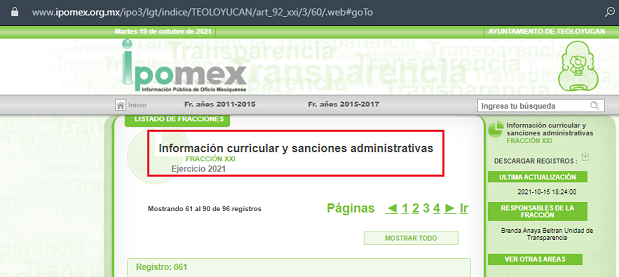 www.ipomex.org.mx/ipo3/lgt/indice/TEOLOYUCAN/art_92_xxi/3/60/.web#goTo
Martes 19 de octubre de 2021
AYUNTAMIENTO DE TEOLOYUCAN
Transparencia
ipomex
Información Pública de Oficio Mexiquense
Inicio
Fr. años 2011-2015
Fr. años 2015-2017
Ingresa tu búsqueda
LISTADO DE FRACCIONES
Información curricular y sanciones administrativas
FRACCIÓN XXI
Ejercicio 2021
Mostrando 61 al 90 de 96 registros
Páginas ◄ 1 2 3 4 ► Ir
MOSTRAR TODO
Registro: 061
Información curricular y
sanciones administrativas
FRACCIÓN XXI
DESCARGAR REGISTROS :
ULTIMA ACTUALIZACIÓN
2021-10-15 18:24:00
RESPONSABLES DE LA
FRACCIÓN
Brenda Anaya Beltran Unidad de
Transparencia
VER OTRAS AREAS